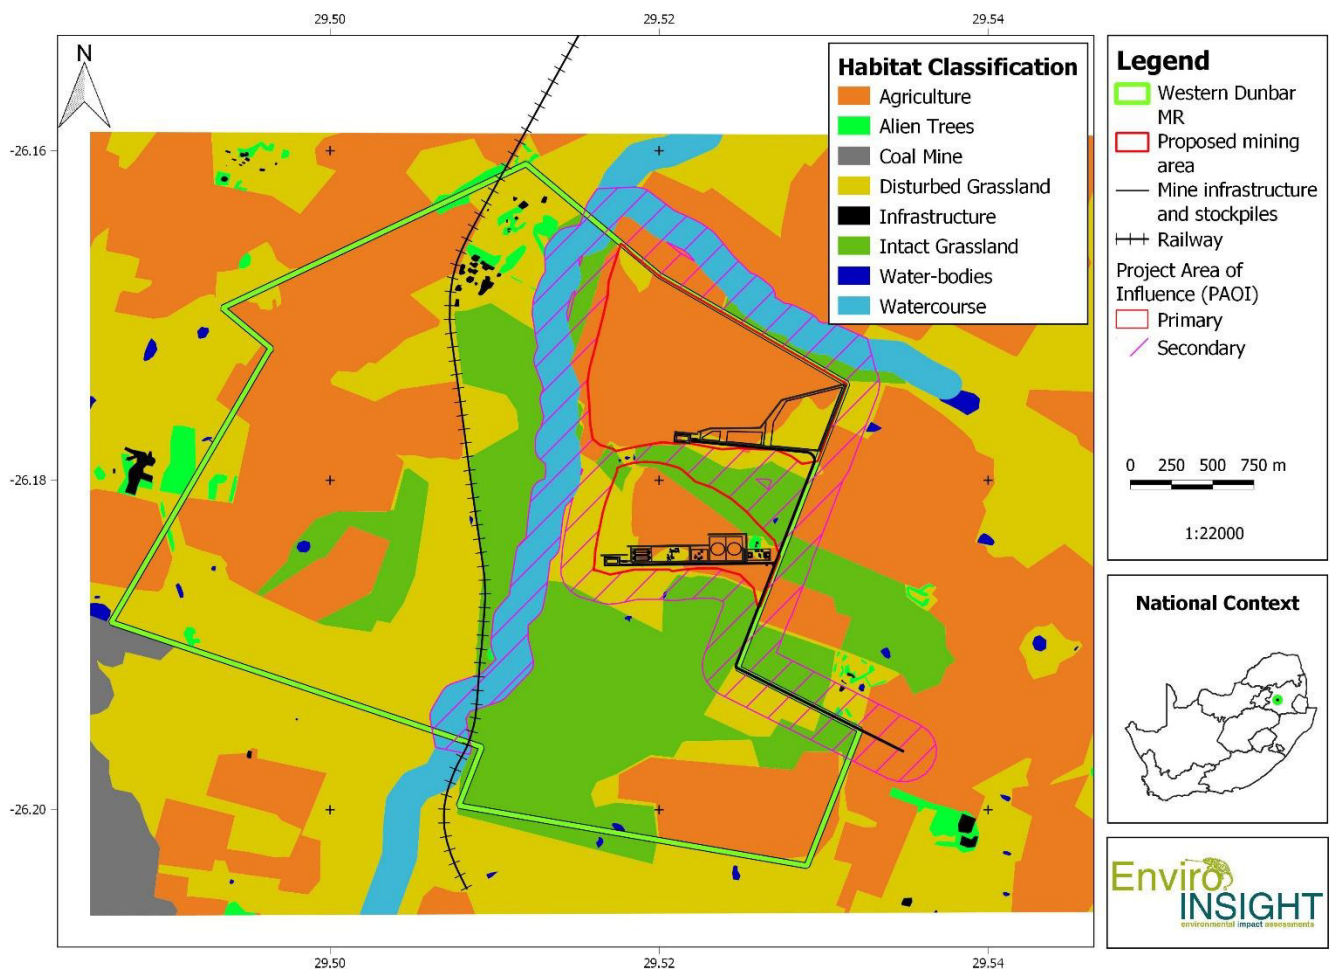 29.50
29.52
29.54
N
-26.16
-26.18
-26.20
Habitat Classification
Agriculture
Alien Trees
Coal Mine
Disturbed Grassland
Infrastructure
Intact Grassland
Water-bodies
Watercourse
29.50
29.52
29.54
Legend
Western Dunbar
MR
Proposed mining
area
Mine infrastructure
and stockpiles
Railway
Project Area of
Influence (PAOI)
Primary
Secondary
0 250 500 750 m
1:22000
National Context
Enviro
INSIGHT
environmental impact assessments